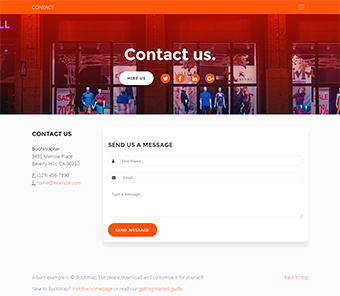 CONTACT
Contact us.
HIRE US
CONTACT US
Bootstraptor
3481 Melrose Place
Beverly Hills, CA 90210
P: (123) 456-7890
E: name@example.com
SEND US A MESSAGE
First Name...
Email...
Type a message...
SEND MESSAGE
Album example is © Bootstrap, but please download and customize it for yourself!
Back to top
New to Bootstrap? Visit the homepage or read our getting started guide.